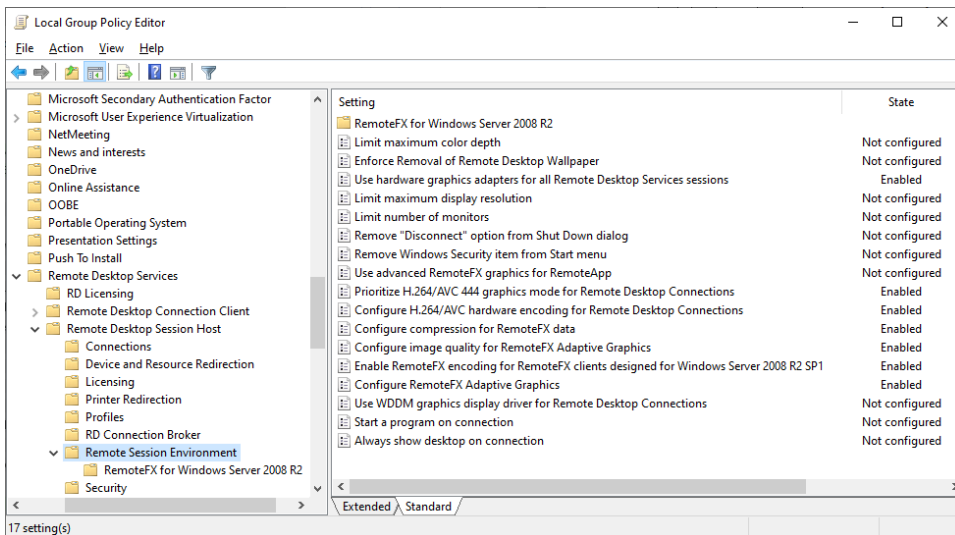 Local Group Policy Editor
File Action View Help
Microsoft Secondary Authentication Factor
Microsoft User Experience Virtualization
NetMeeting
News and interests
OneDrive
Online Assistance
OOBE
Portable Operating System
Presentation Settings
Push To Install
Remote Desktop Services
RD Licensing
Remote Desktop Connection Client
Remote Desktop Session Host
Connections
Device and Resource Redirection
Licensing
Printer Redirection
Profiles
RD Connection Broker
Remote Session Environment
RemoteFX for Windows Server 2008 R2
Security
Setting State
RemoteFX for Windows Server 2008 R2
Limit maximum color depth Not configured
Enforce Removal of Remote Desktop Wallpaper Not configured
Use hardware graphics adapters for all Remote Desktop Services sessions Enabled
Limit maximum display resolution Not configured
Limit number of monitors Not configured
Remove "Disconnect" option from Shut Down dialog Not configured
Remove Windows Security item from Start menu Not configured
Use advanced RemoteFX graphics for RemoteApp Not configured
Prioritize H.264/AVC 444 graphics mode for Remote Desktop Connections Enabled
Configure H.264/AVC hardware encoding for Remote Desktop Connections Enabled
Configure compression for RemoteFX data Enabled
Configure image quality for RemoteFX Adaptive Graphics Enabled
Enable RemoteFX encoding for RemoteFX clients designed for Windows Server 2008 R2 SP1 Enabled
Configure RemoteFX Adaptive Graphics Enabled
Use WDDM graphics display driver for Remote Desktop Connections Not configured
Start a program on connection Not configured
Always show desktop on connection Not configured
Extended Standard
17 setting(s)